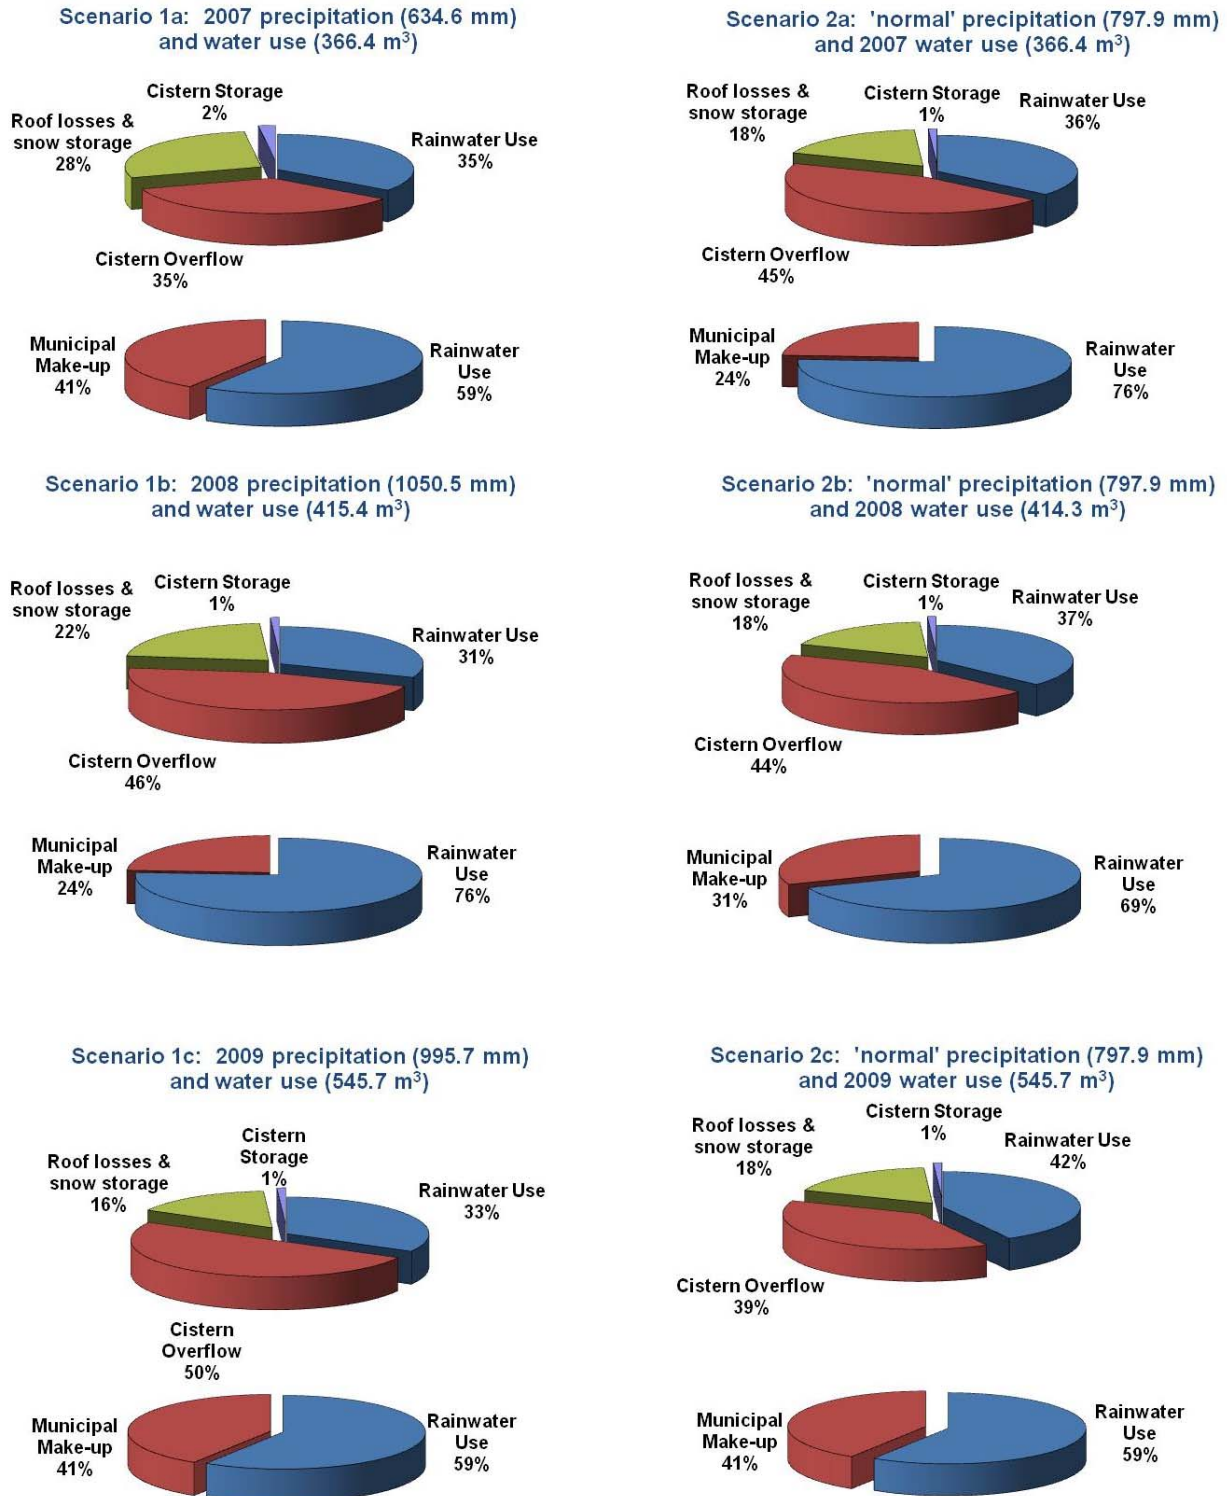 Scenario 1a: 2007 precipitation (634.6 mm)
and water use (366.4 m³)
Cistern Storage
2%
Roof losses &
snow storage
28%
Rainwater Use
35%
Cistern Overflow
35%
Municipal
Make-up
41%
Rainwater
Use
59%
Scenario 2a: 'normal' precipitation (797.9 mm)
and 2007 water use (366.4 m³)
Roof losses &
snow storage
18%
Cistern Storage
1%
Rainwater Use
36%
Cistern Overflow
45%
Municipal
Make-up
24%
Rainwater
Use
76%
Scenario 1b: 2008 precipitation (1050.5 mm)
and water use (415.4 m³)
Roof losses &
snow storage
22%
Cistern Storage
1%
Rainwater Use
31%
Cistern Overflow
46%
Municipal
Make-up
24%
Rainwater
Use
76%
Scenario 2b: 'normal' precipitation (797.9 mm)
and 2008 water use (414.3 m³)
Roof losses &
snow storage
18%
Cistern Storage
1%
Rainwater Use
37%
Cistern Overflow
44%
Municipal
Make-up
31%
Rainwater
Use
69%
Scenario 1c: 2009 precipitation (995.7 mm)
and water use (545.7 m³)
Roof losses &
snow storage
16%
Cistern
Storage
1%
Rainwater Use
33%
Cistern
Overflow
50%
Municipal
Make-up
41%
Rainwater
Use
59%
Scenario 2c: 'normal' precipitation (797.9 mm)
and 2009 water use (545.7 m³)
Roof losses &
snow storage
18%
Cistern Storage
1%
Rainwater Use
42%
Cistern Overflow
39%
Municipal
Make-up
41%
Rainwater
Use
59%